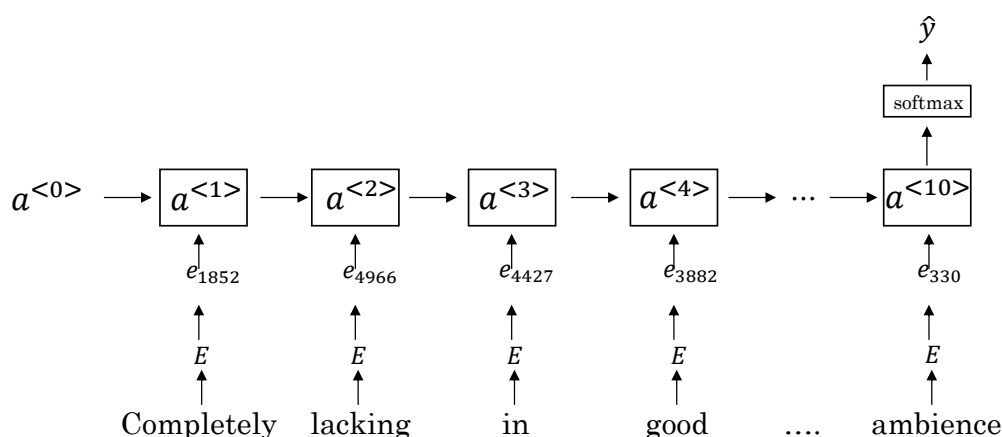 ŷ
softmax
a<0> a<1> a<2> a<3> a<4> ... a<10>
e1852 e4966 e4427 e3882 e330
E E E E E
Completely lacking in good .... ambience